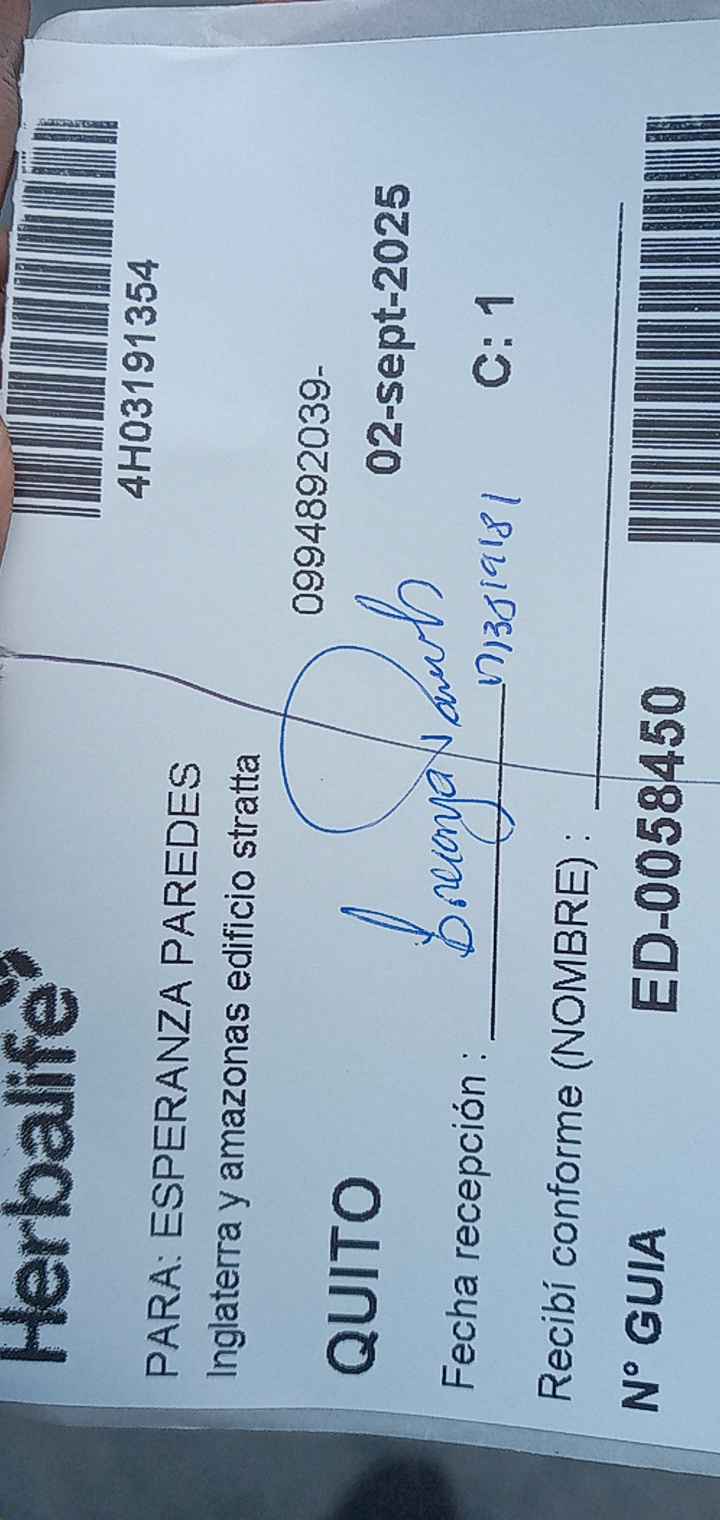 Herbalife
4H03191354
PARA: ESPERANZA PAREDES
Inglaterra y amazonas edificio stratta
0994892039-
QUITO
02-sept-2025
Fecha recepción :
C: 1
Recibí conforme (NOMBRE) :
N° GUIA ED-0058450